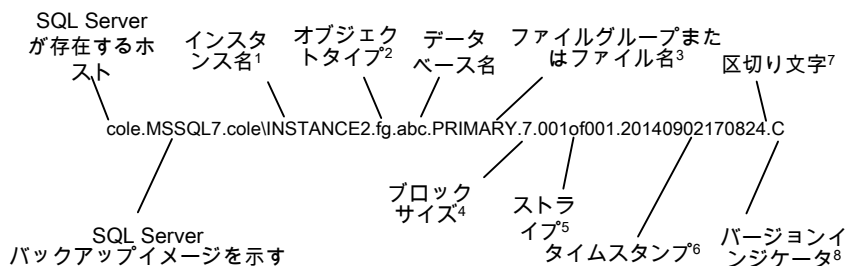 SQL Server
が存在するホ
スト
インスタ
ンス名1
オブジェク
トタイプ2
データ
ベース名
ファイルグループまた
はファイル名3
区切り文字7
cole.MSSQL7.cole\INSTANCE2.fg.abc.PRIMARY.7.001of001.20140902170824.C
SQL Server
バックアップイメージを示す
ブロック
サイズ4
ストラ
イプ5
タイムスタンプ6
バージョンイ
ンジケータ8